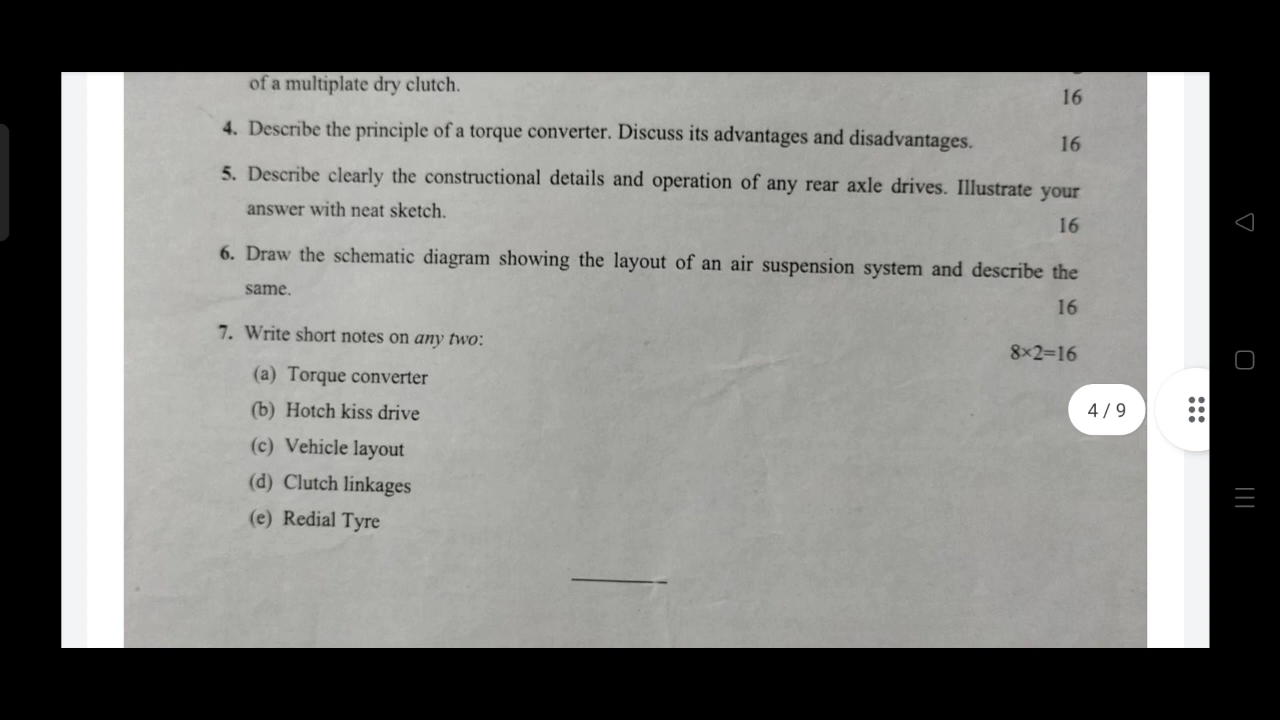 of a multiplate dry clutch.
16
4. Describe the principle of a torque converter. Discuss its advantages and disadvantages.
16
5. Describe clearly the constructional details and operation of any rear axle drives. Illustrate your
answer with neat sketch.
16
6. Draw the schematic diagram showing the layout of an air suspension system and describe the
same.
16
7. Write short notes on any two:
8×2=16
(a) Torque converter
(b) Hotch kiss drive
(c) Vehicle layout
(d) Clutch linkages
(e) Redial Tyre
4 / 9